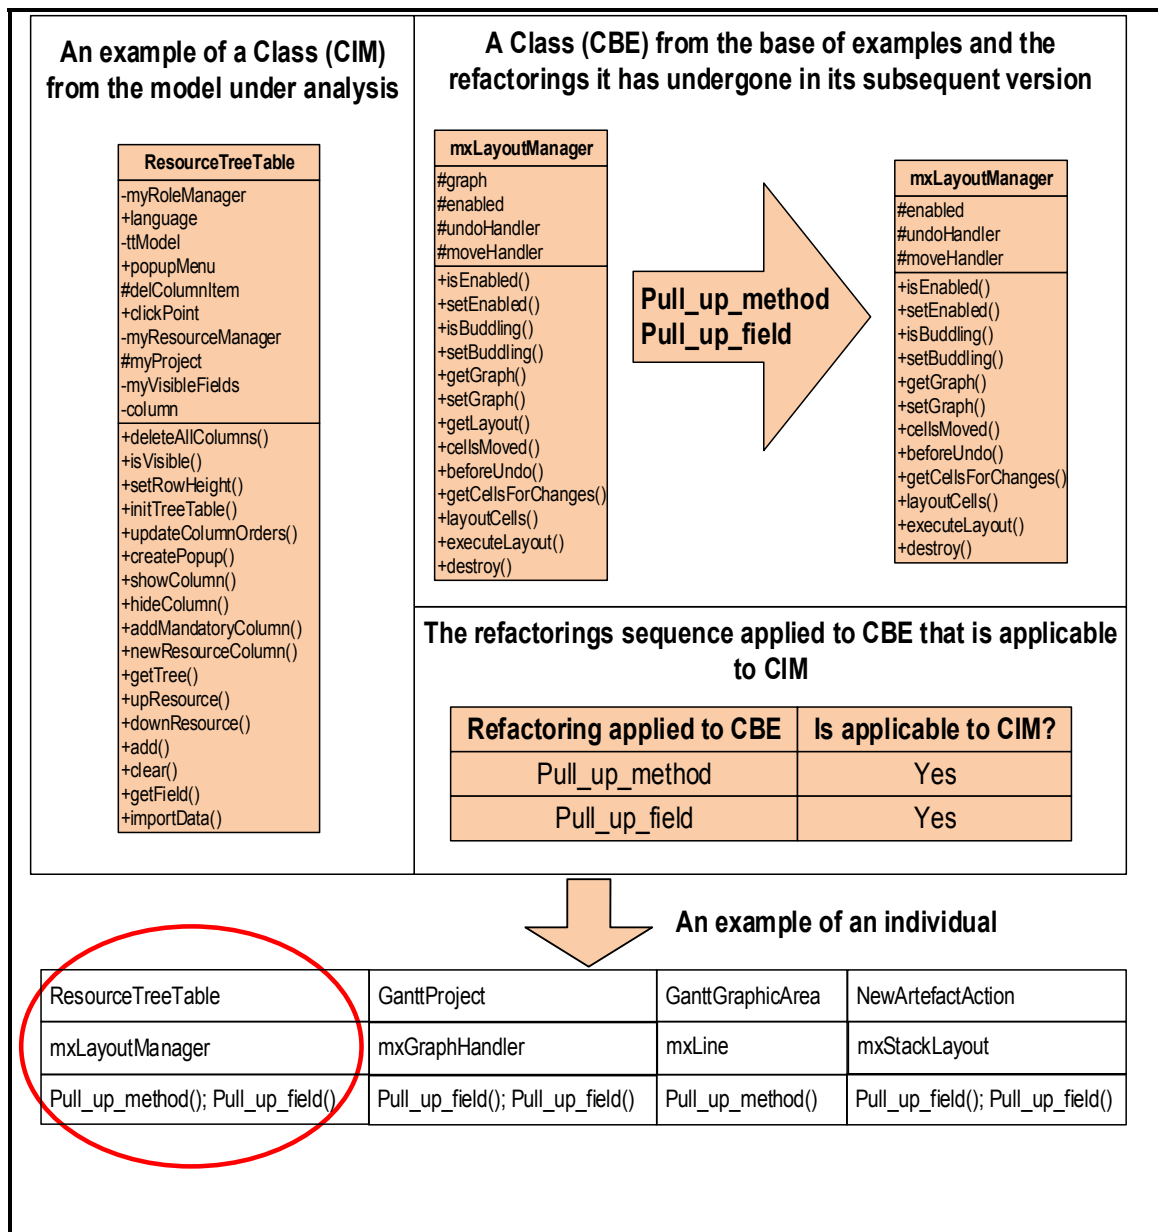 An example of a Class (CIM)
from the model under analysis
ResourceTreeTable
-myRoleManager
+language
-ttModel
+popupMenu
#delColumnItem
+clickPoint
-myResourceManager
#myProject
-myVisibleFields
-column
+deleteAllColumns()
+isVisible()
+setRowHeight()
+initTreeTable()
+updateColumnOrders()
+createPopup()
+showColumn()
+hideColumn()
+addMandatoryColumn()
+newResourceColumn()
+getTree()
+upResource()
+downResource()
+add()
+clear()
+getField()
+importData()
A Class (CBE) from the base of examples and the
refactorings it has undergone in its subsequent version
mxLayoutManager
#graph
#enabled
#undoHandler
#moveHandler
+isEnabled()
+setEnabled()
+isBuddling()
+setBuddling()
+getGraph()
+setGraph()
+getLayout()
+cellsMoved()
+beforeUndo()
+getCellsForChanges()
+layoutCells()
+executeLayout()
+destroy()
Pull_up_method
Pull_up_field
mxLayoutManager
#enabled
#undoHandler
#moveHandler
+isEnabled()
+setEnabled()
+isBuddling()
+setBuddling()
+getGraph()
+setGraph()
+cellsMoved()
+beforeUndo()
+getCellsForChanges()
+layoutCells()
+executeLayout()
+destroy()
The refactorings sequence applied to CBE that is applicable
to CIM
Refactoring applied to CBE Is applicable to CIM?
Pull_up_method Yes
Pull_up_field Yes
An example of an individual
ResourceTreeTable GanttProject GanttGraphicArea NewArtefactAction
mxLayoutManager mxGraphHandler mxLine mxStackLayout
Pull_up_method(); Pull_up_field() Pull_up_field(); Pull_up_field() Pull_up_method() Pull_up_field(); Pull_up_field()